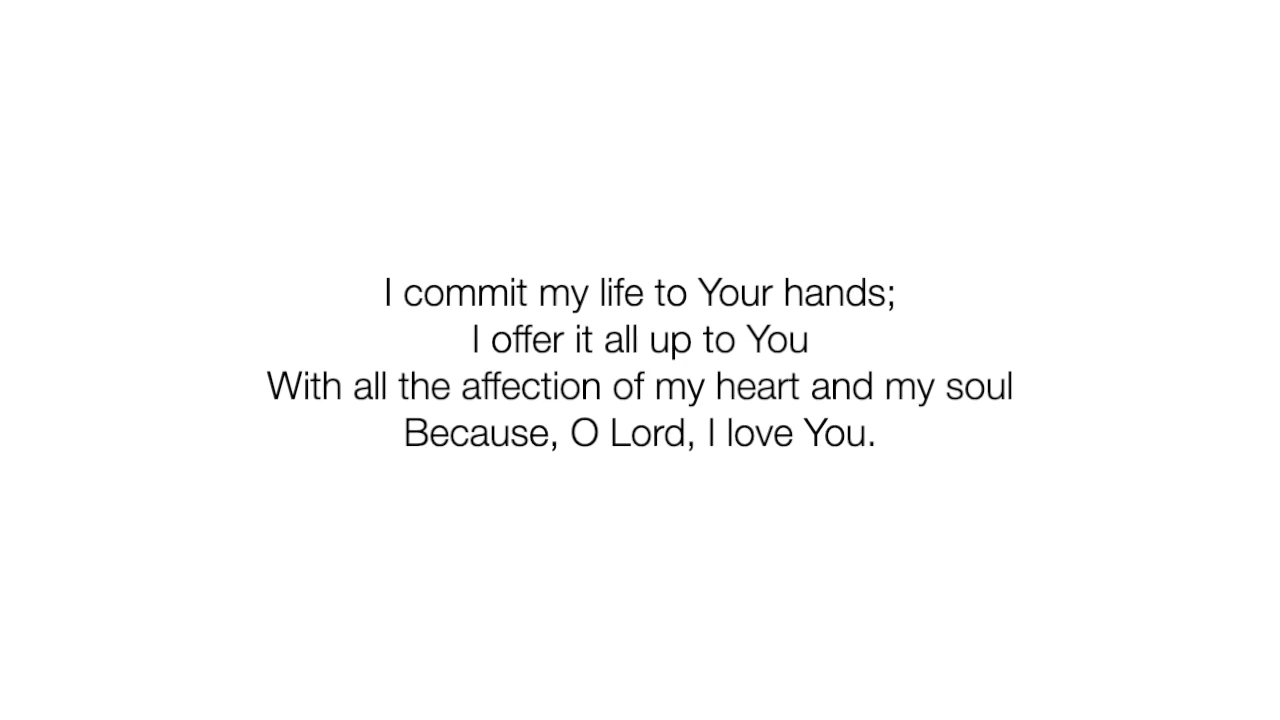 I commit my life to Your hands;
I offer it all up to You
With all the affection of my heart and my soul
Because, O Lord, I love You.